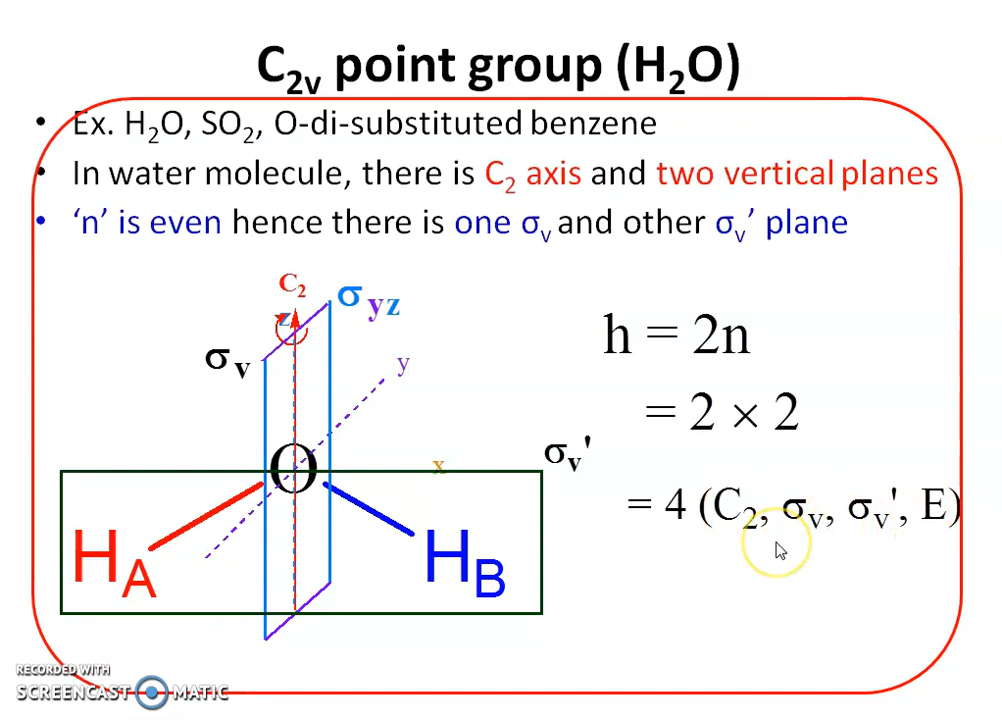 C2v point group (H2O)
• Ex. H2O, SO2, O-di-substituted benzene
• In water molecule, there is C2 axis and two vertical planes
• ‘n’ is even hence there is one σv and other σv’ plane
C2
σyz
z
σv
y
h = 2n
= 2 × 2
σv'
O
x
= 4 (C2, σv, σv', E)
HA
HB
RECORDED WITH
SCREENCAST MATIC